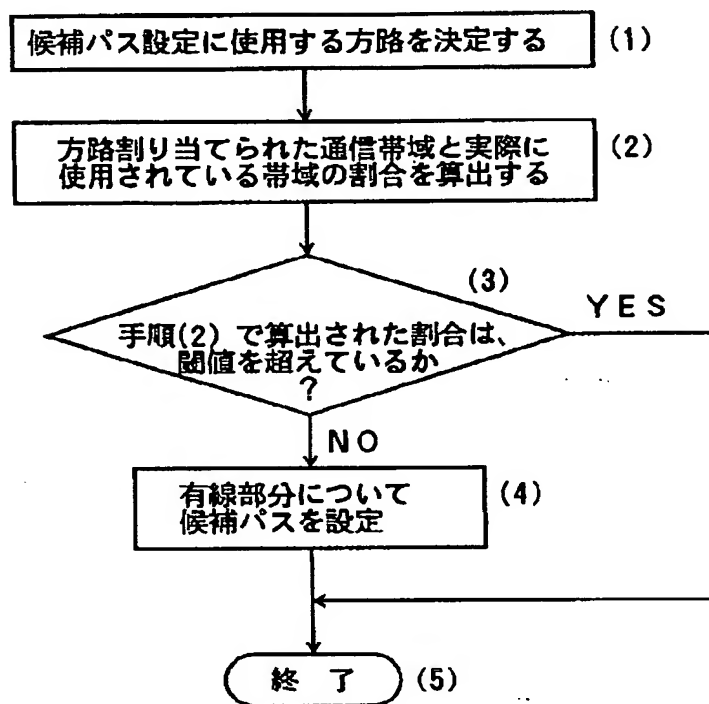 候補パス設定に使用する方路を決定する (1)
方路割り当てられた通信帯域と実際に (2)
使用されている帯域の割合を算出する
(3)
YES
手順(2) で算出された割合は、
閾値を超えているか
?
NO
有線部分について (4)
候補パスを設定
終 了 (5)